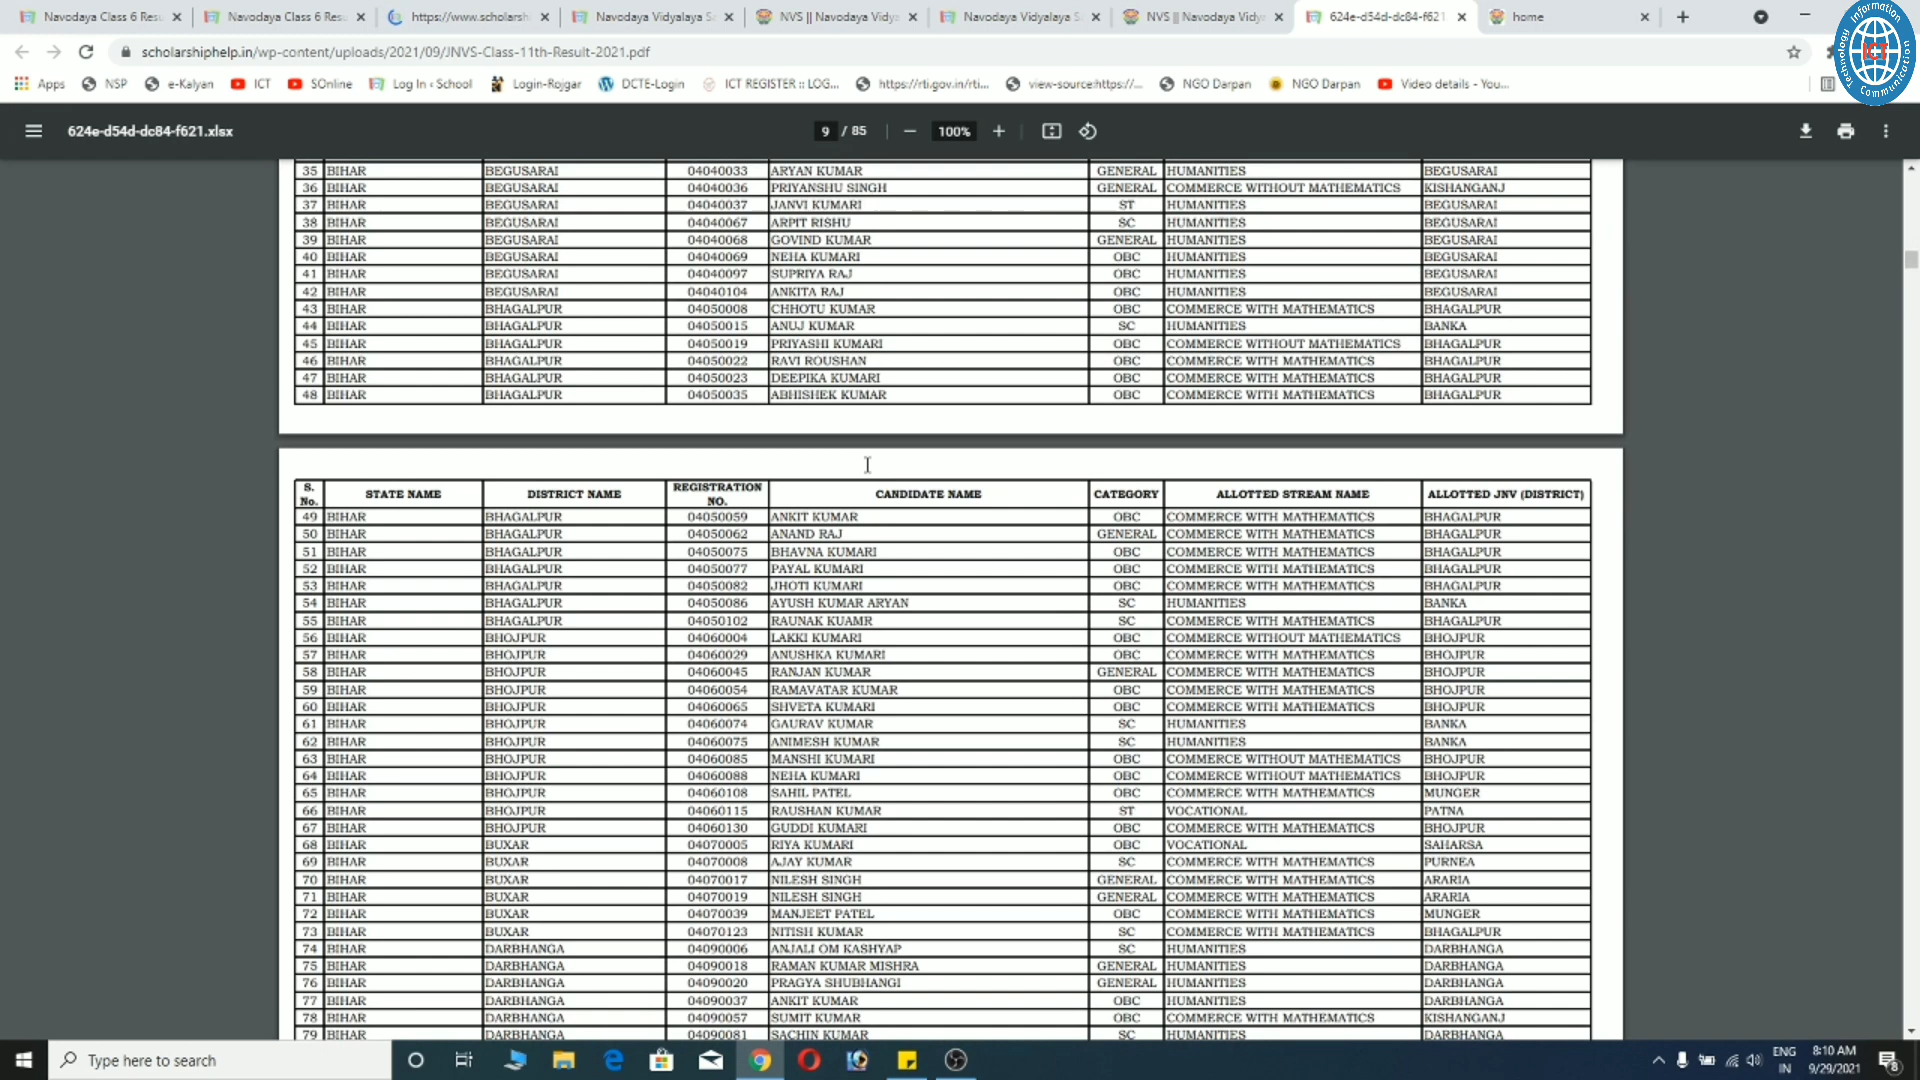 Navodaya Class 6 Resu
Navodaya Class 6 Resu
https://www.scholarsh
Navodaya Vidyalaya Sa
NVS || Navodaya Vidya
Navodaya Vidyalaya S
NVS || Navodaya Vidy
624e-d54d-dc84-f621
home
scholarshiphelp.in/wp-content/uploads/2021/09/JNVS-Class-11th-Result-2021.pdf
Apps NSP e-Kalyan ICT SOnline Log In ‹ School Login-Rojgar DCTE-Login ICT REGISTER :: LOG... https://rti.gov.in/rti... view-source:https://... NGO Darpan NGO Darpan Video details - You...
Information
ICT
Technology
Communication
624e-d54d-dc84-f621.xlsx 9 / 85 — 100% +
35 BIHAR BEGUSARAI 04040033 ARYAN KUMAR GENERAL HUMANITIES BEGUSARAI
36 BIHAR BEGUSARAI 04040036 PRIYANSHU SINGH GENERAL COMMERCE WITHOUT MATHEMATICS KISHANGANJ
37 BIHAR BEGUSARAI 04040037 JANVI KUMARI ST HUMANITIES BEGUSARAI
38 BIHAR BEGUSARAI 04040067 ARPIT RISHU SC HUMANITIES BEGUSARAI
39 BIHAR BEGUSARAI 04040068 GOVIND KUMAR GENERAL HUMANITIES BEGUSARAI
40 BIHAR BEGUSARAI 04040069 NEHA KUMARI OBC HUMANITIES BEGUSARAI
41 BIHAR BEGUSARAI 04040097 SUPRIYA RAJ OBC HUMANITIES BEGUSARAI
42 BIHAR BEGUSARAI 04040104 ANKITA RAJ OBC HUMANITIES BEGUSARAI
43 BIHAR BHAGALPUR 04050008 CHHOTU KUMAR OBC COMMERCE WITH MATHEMATICS BHAGALPUR
44 BIHAR BHAGALPUR 04050015 ANUJ KUMAR SC HUMANITIES BANKA
45 BIHAR BHAGALPUR 04050019 PRIYASHI KUMARI OBC COMMERCE WITHOUT MATHEMATICS BHAGALPUR
46 BIHAR BHAGALPUR 04050022 RAVI ROUSHAN OBC COMMERCE WITH MATHEMATICS BHAGALPUR
47 BIHAR BHAGALPUR 04050023 DEEPIKA KUMARI OBC COMMERCE WITH MATHEMATICS BHAGALPUR
48 BIHAR BHAGALPUR 04050035 ABHISHEK KUMAR OBC COMMERCE WITH MATHEMATICS BHAGALPUR
S. No. STATE NAME DISTRICT NAME REGISTRATION NO. CANDIDATE NAME CATEGORY ALLOTTED STREAM NAME ALLOTTED JNV (DISTRICT)
49 BIHAR BHAGALPUR 04050059 ANKIT KUMAR OBC COMMERCE WITH MATHEMATICS BHAGALPUR
50 BIHAR BHAGALPUR 04050062 ANAND RAJ GENERAL COMMERCE WITH MATHEMATICS BHAGALPUR
51 BIHAR BHAGALPUR 04050075 BHAVNA KUMARI OBC COMMERCE WITH MATHEMATICS BHAGALPUR
52 BIHAR BHAGALPUR 04050077 PAYAL KUMARI OBC COMMERCE WITH MATHEMATICS BHAGALPUR
53 BIHAR BHAGALPUR 04050082 JHOTI KUMARI OBC COMMERCE WITH MATHEMATICS BHAGALPUR
54 BIHAR BHAGALPUR 04050086 AYUSH KUMAR ARYAN SC HUMANITIES BANKA
55 BIHAR BHAGALPUR 04050102 RAUNAK KUAMR SC COMMERCE WITH MATHEMATICS BHAGALPUR
56 BIHAR BHOJPUR 04060004 LAKKI KUMARI OBC COMMERCE WITHOUT MATHEMATICS BHOJPUR
57 BIHAR BHOJPUR 04060029 ANUSHKA KUMARI OBC COMMERCE WITH MATHEMATICS BHOJPUR
58 BIHAR BHOJPUR 04060045 RANJAN KUMAR GENERAL COMMERCE WITH MATHEMATICS BHOJPUR
59 BIHAR BHOJPUR 04060054 RAMAVATAR KUMAR OBC COMMERCE WITH MATHEMATICS BHOJPUR
60 BIHAR BHOJPUR 04060065 SHVETA KUMARI OBC COMMERCE WITH MATHEMATICS BHOJPUR
61 BIHAR BHOJPUR 04060074 GAURAV KUMAR SC HUMANITIES BANKA
62 BIHAR BHOJPUR 04060075 ANIMESH KUMAR SC HUMANITIES BANKA
63 BIHAR BHOJPUR 04060085 MANSHI KUMARI OBC COMMERCE WITHOUT MATHEMATICS BHOJPUR
64 BIHAR BHOJPUR 04060088 NEHA KUMARI OBC COMMERCE WITHOUT MATHEMATICS BHOJPUR
65 BIHAR BHOJPUR 04060108 SAHIL PATEL OBC COMMERCE WITH MATHEMATICS MUNGER
66 BIHAR BHOJPUR 04060115 RAUSHAN KUMAR ST VOCATIONAL PATNA
67 BIHAR BHOJPUR 04060130 GUDDI KUMARI OBC COMMERCE WITH MATHEMATICS BHOJPUR
68 BIHAR BUXAR 04070005 RIYA KUMARI OBC VOCATIONAL SAHARSA
69 BIHAR BUXAR 04070008 AJAY KUMAR SC COMMERCE WITH MATHEMATICS PURNEA
70 BIHAR BUXAR 04070017 NILESH SINGH GENERAL COMMERCE WITH MATHEMATICS ARARIA
71 BIHAR BUXAR 04070019 NILESH SINGH GENERAL COMMERCE WITH MATHEMATICS ARARIA
72 BIHAR BUXAR 04070039 MANJEET PATEL OBC COMMERCE WITH MATHEMATICS MUNGER
73 BIHAR BUXAR 04070123 NITISH KUMAR SC COMMERCE WITH MATHEMATICS BHAGALPUR
74 BIHAR DARBHANGA 04090006 ANJALI OM KASHYAP SC HUMANITIES DARBHANGA
75 BIHAR DARBHANGA 04090018 RAMAN KUMAR MISHRA GENERAL HUMANITIES DARBHANGA
76 BIHAR DARBHANGA 04090020 PRAGYA SHUBHANGI GENERAL HUMANITIES DARBHANGA
77 BIHAR DARBHANGA 04090037 ANKIT KUMAR OBC HUMANITIES DARBHANGA
78 BIHAR DARBHANGA 04090057 SUMIT KUMAR OBC COMMERCE WITH MATHEMATICS KISHANGANJ
79 BIHAR DARBHANGA 04090081 SACHIN KUMAR SC HUMANITIES DARBHANGA
Type here to search
ENG
IN
8:10 AM
9/29/2021
8